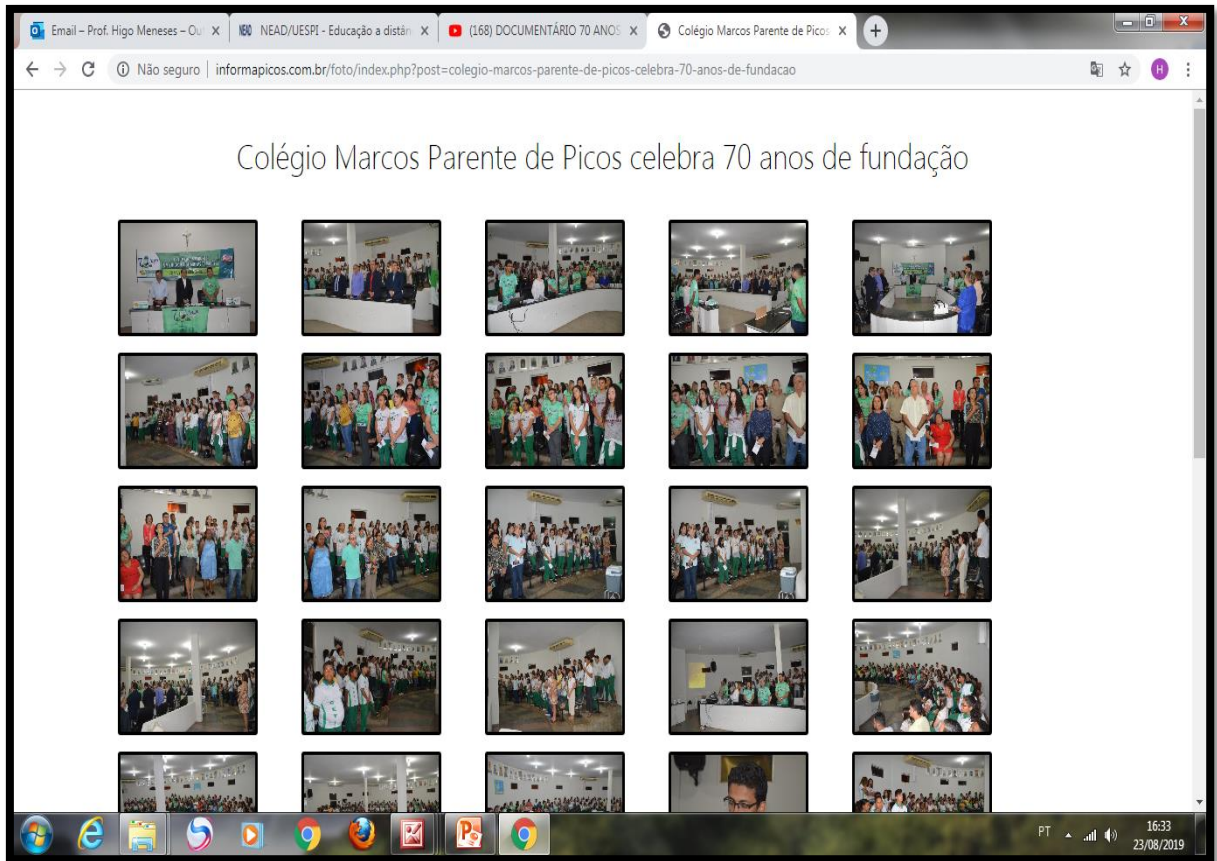 Email – Prof. Higo Meneses – Ou
NEAD/UESPI - Educação a distân
(168) DOCUMENTÁRIO 70 ANOS
Colégio Marcos Parente de Picos
Não seguro | informapicos.com.br/foto/index.php?post=colegio-marcos-parente-de-picos-celebra-70-anos-de-fundacao
H
Colégio Marcos Parente de Picos celebra 70 anos de fundação
PT
16:33
23/08/2019